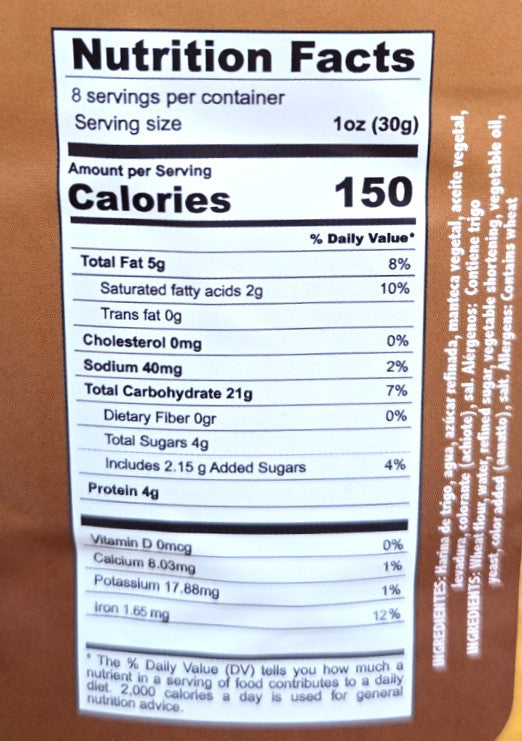 Nutrition Facts
8 servings per container
Serving size 1oz (30g)
Amount per Serving
Calories 150
% Daily Value*
Total Fat 5g 8%
Saturated fatty acids 2g 10%
Trans fat 0g
Cholesterol 0mg 0%
Sodium 40mg 2%
Total Carbohydrate 21g 7%
Dietary Fiber 0gr 0%
Total Sugars 4g
Includes 2.15 g Added Sugars 4%
Protein 4g
Vitamin D 0mcg 0%
Calcium 8.03mg 1%
Potassium 17.88mg 1%
Iron 1.65 mg 12%
* The % Daily Value (DV) tells you how much a
nutrient in a serving of food contributes to a daily
diet. 2,000 calories a day is used for general
nutrition advice.
INGREDIENTES: Harina de trigo, agua, azúcar refinada, manteca vegetal, aceite vegetal,
levadura, colorante (achiote), sal. Alérgenos: Contiene trigo
INGREDIENTS: Wheat flour, water, refined sugar, vegetable shortening, vegetable oil,
yeast, color added (annatto), salt. Allergens: Contains wheat